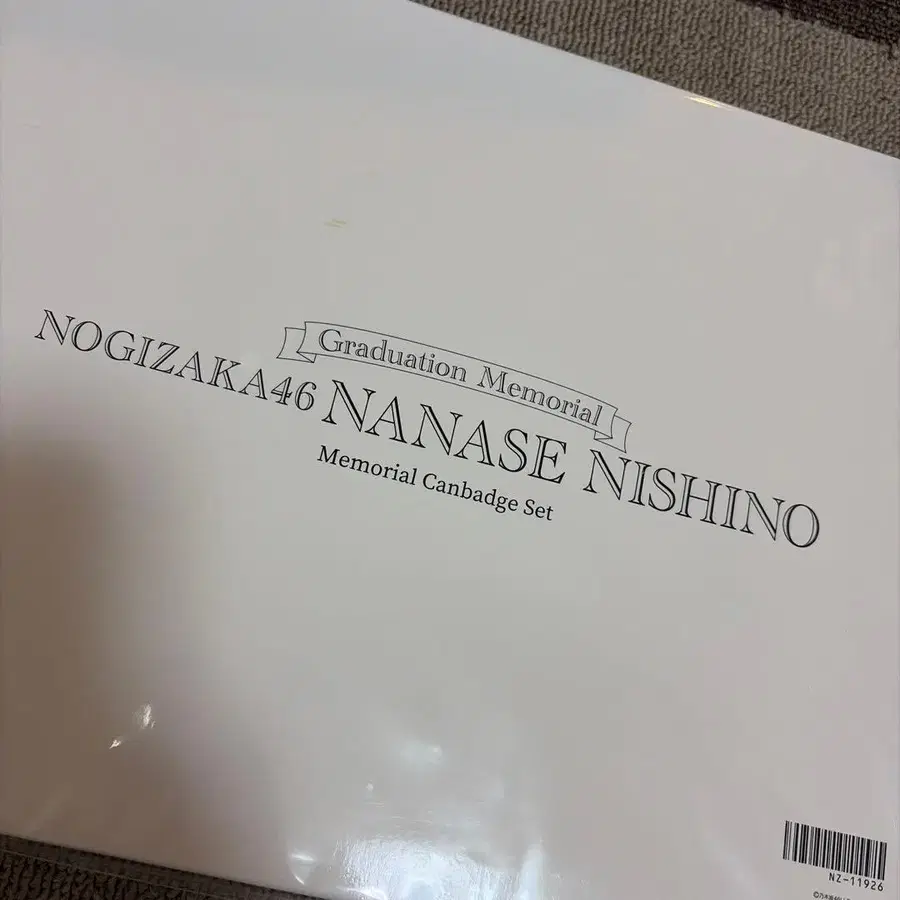 Graduation Memorial
NOGIZAKA46 NANASE NISHINO
Memorial Canbadge Set
NZ-11926